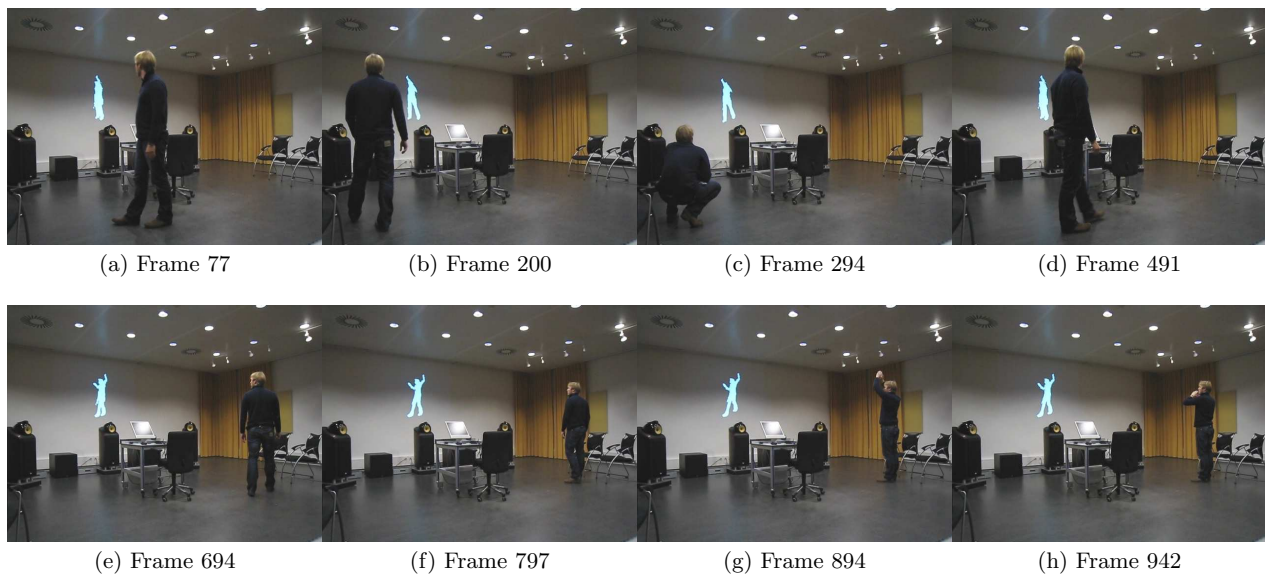 (a) Frame 77
(b) Frame 200
(c) Frame 294
(d) Frame 491
(e) Frame 694
(f) Frame 797
(g) Frame 894
(h) Frame 942